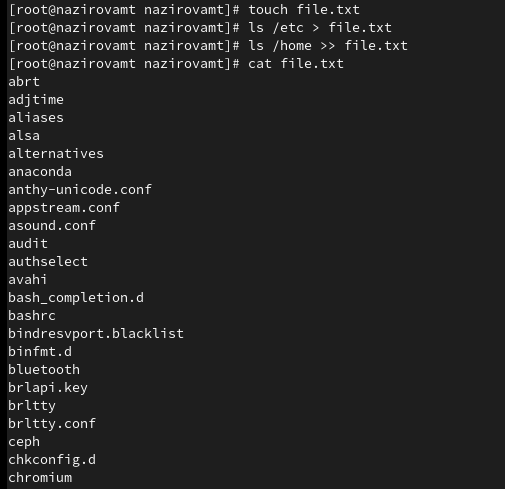 [root@nazirovamt nazirovamt]# touch file.txt
[root@nazirovamt nazirovamt]# ls /etc > file.txt
[root@nazirovamt nazirovamt]# ls /home >> file.txt
[root@nazirovamt nazirovamt]# cat file.txt
abrt
adjtime
aliases
alsa
alternatives
anaconda
anthy-unicode.conf
appstream.conf
asound.conf
audit
authselect
avahi
bash_completion.d
bashrc
bindresvport.blacklist
binfmt.d
bluetooth
brlapi.key
brltty
brltty.conf
ceph
chkconfig.d
chromium